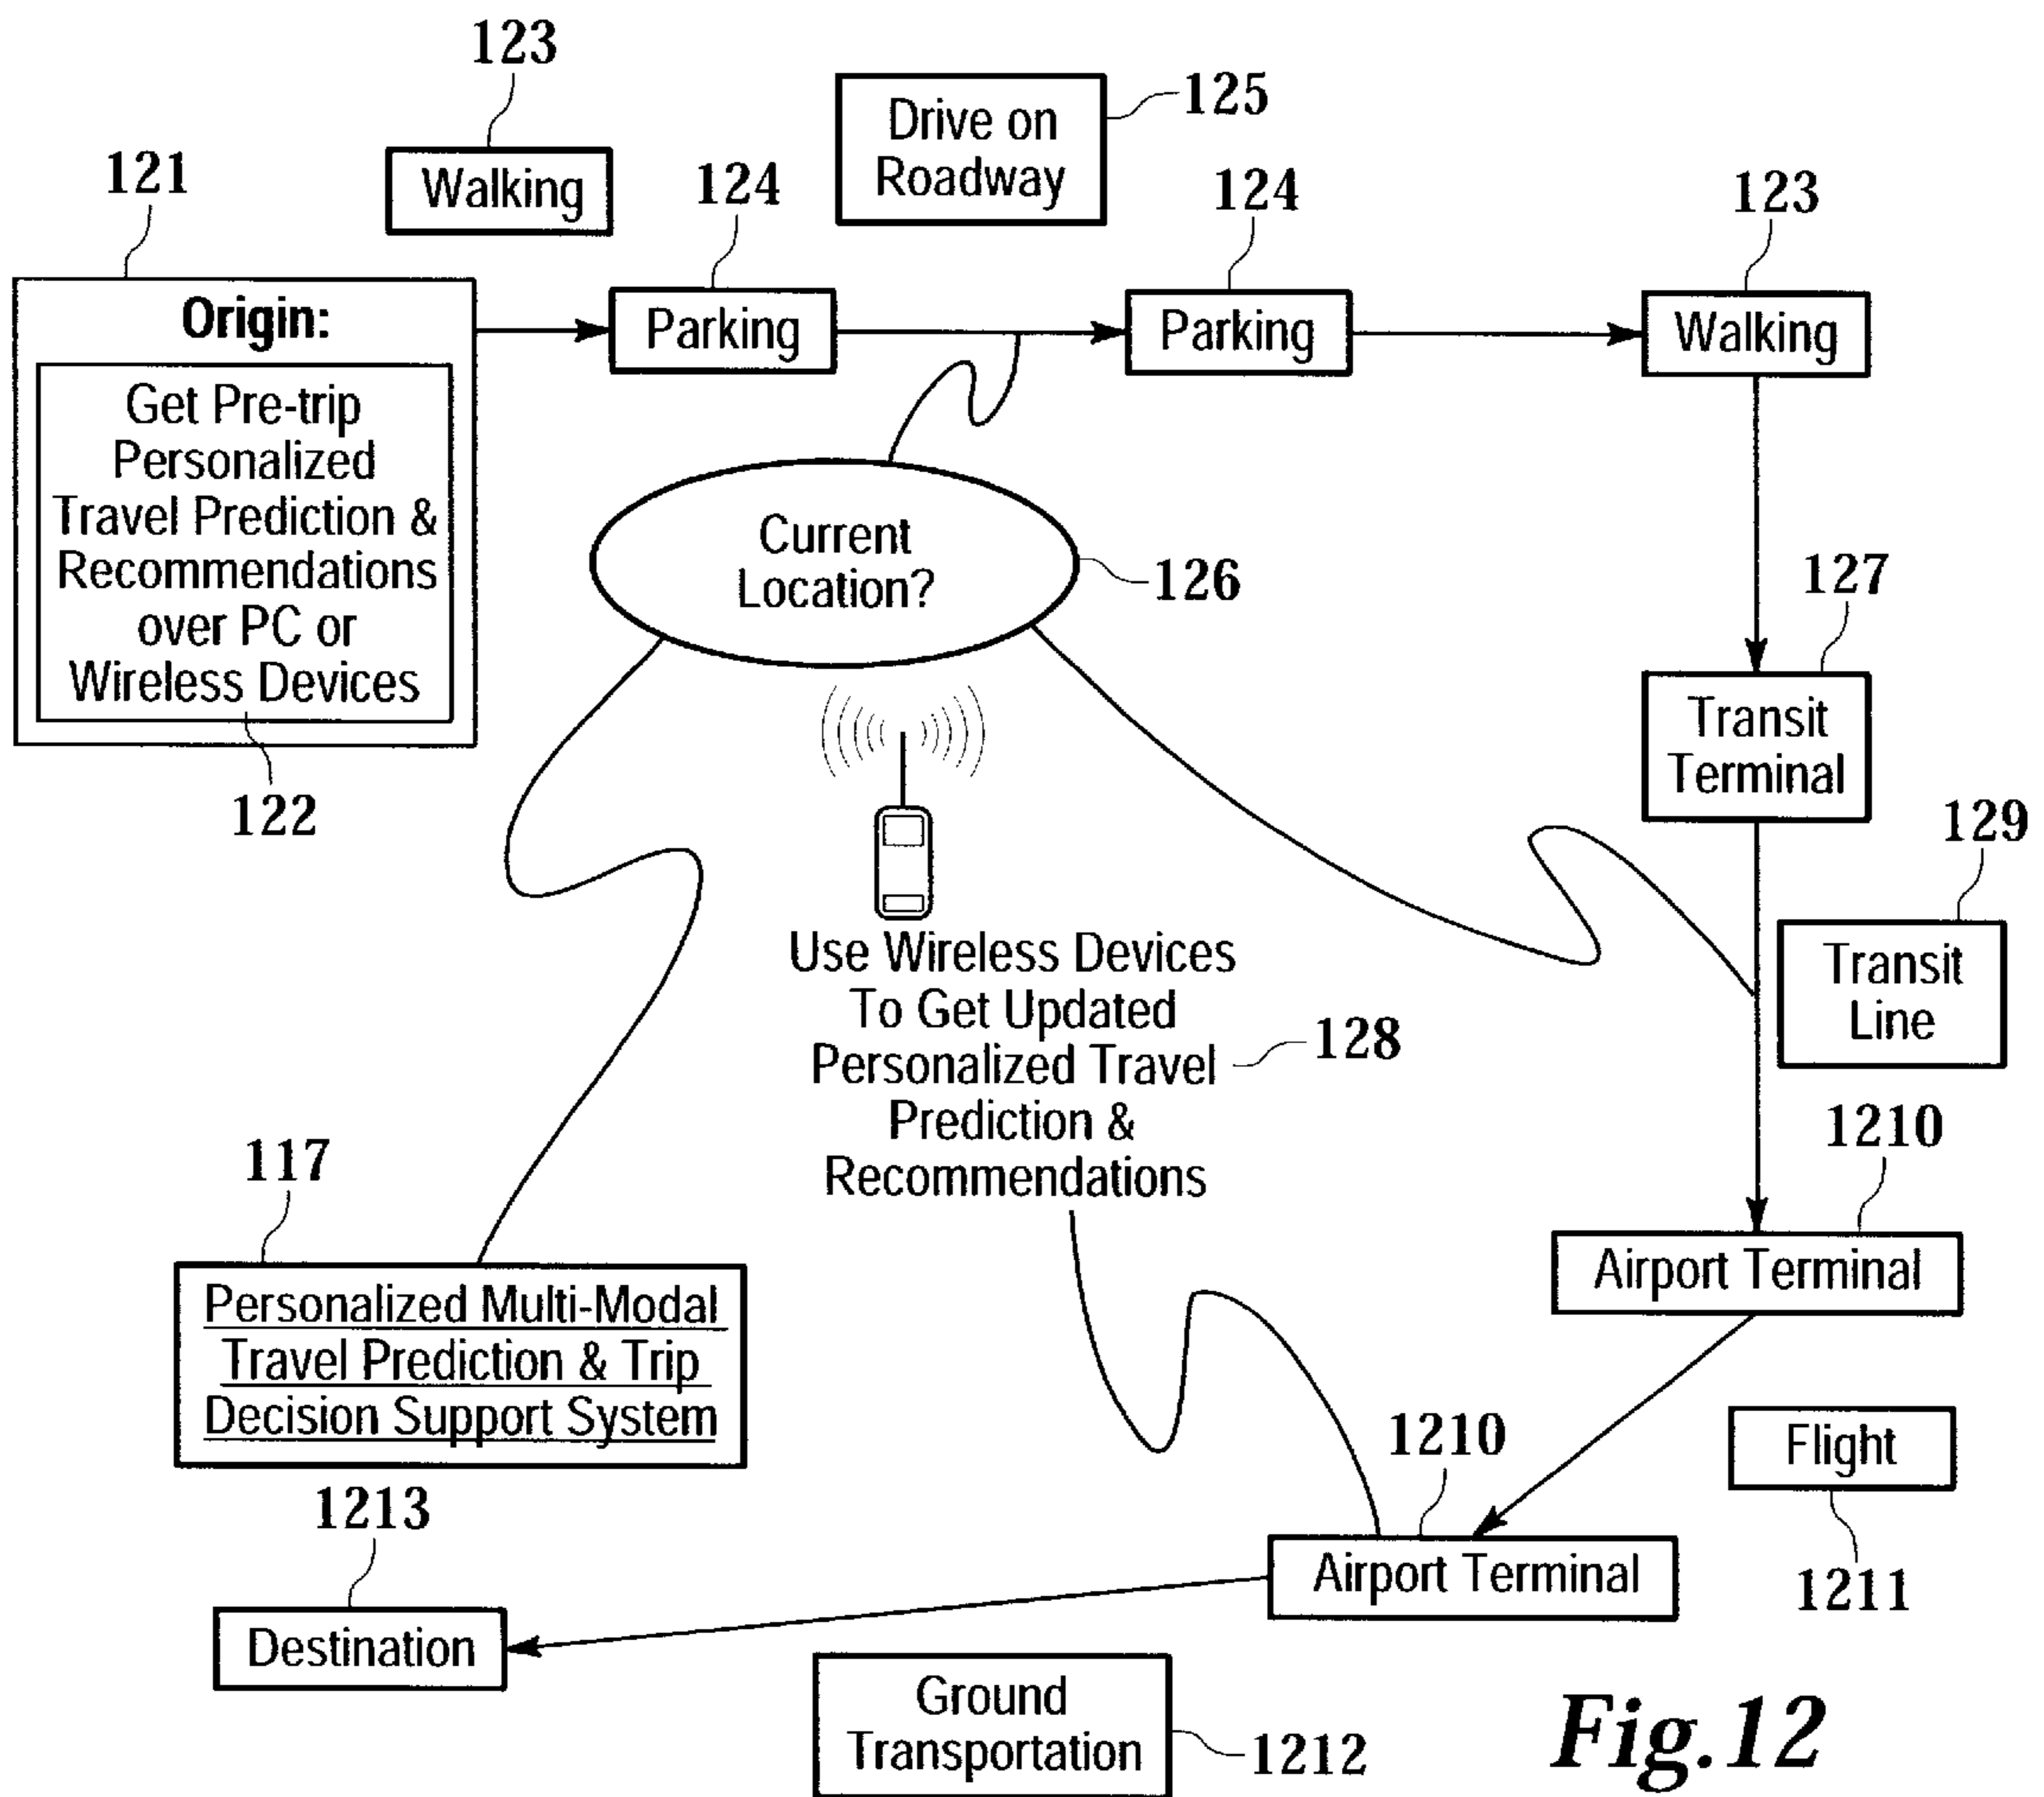 123
Walking
Drive on
Roadway
125
121
124
124
123
Origin:
Get Pre-trip
Personalized
Travel Prediction &
Recommendations
over PC or
Wireless Devices
122
Parking
Parking
Walking
Current
Location?
126
127
Transit
Terminal
129
Transit
Line
Use Wireless Devices
To Get Updated
Personalized Travel
Prediction &
Recommendations
128
117
Personalized Multi-Modal
Travel Prediction & Trip
Decision Support System
1210
Airport Terminal
Flight
1211
1210
Airport Terminal
1213
Destination
Ground
Transportation
1212
Fig.12